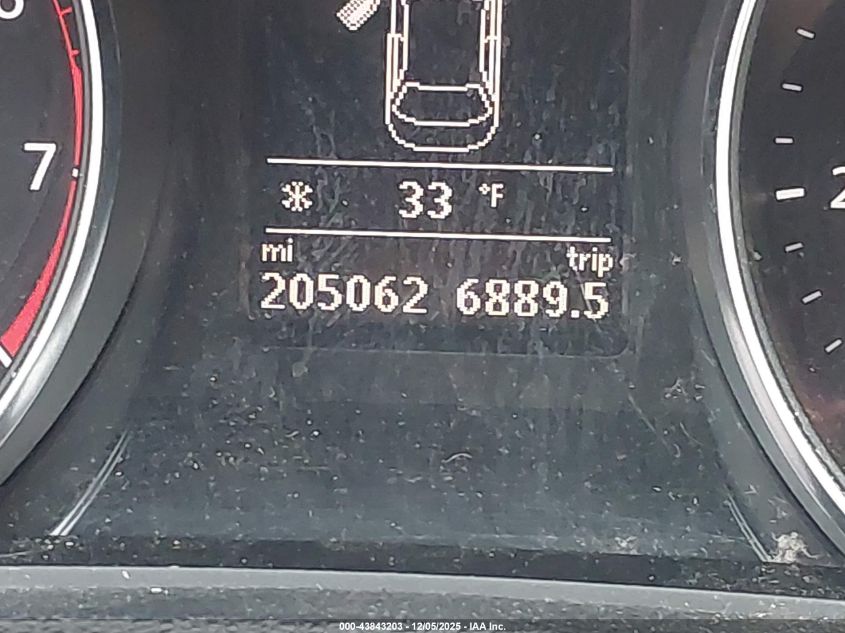 7
33 °F
mi trip
205062 6889.5
000-43843203 - 12/05/2025 - IAA Inc.